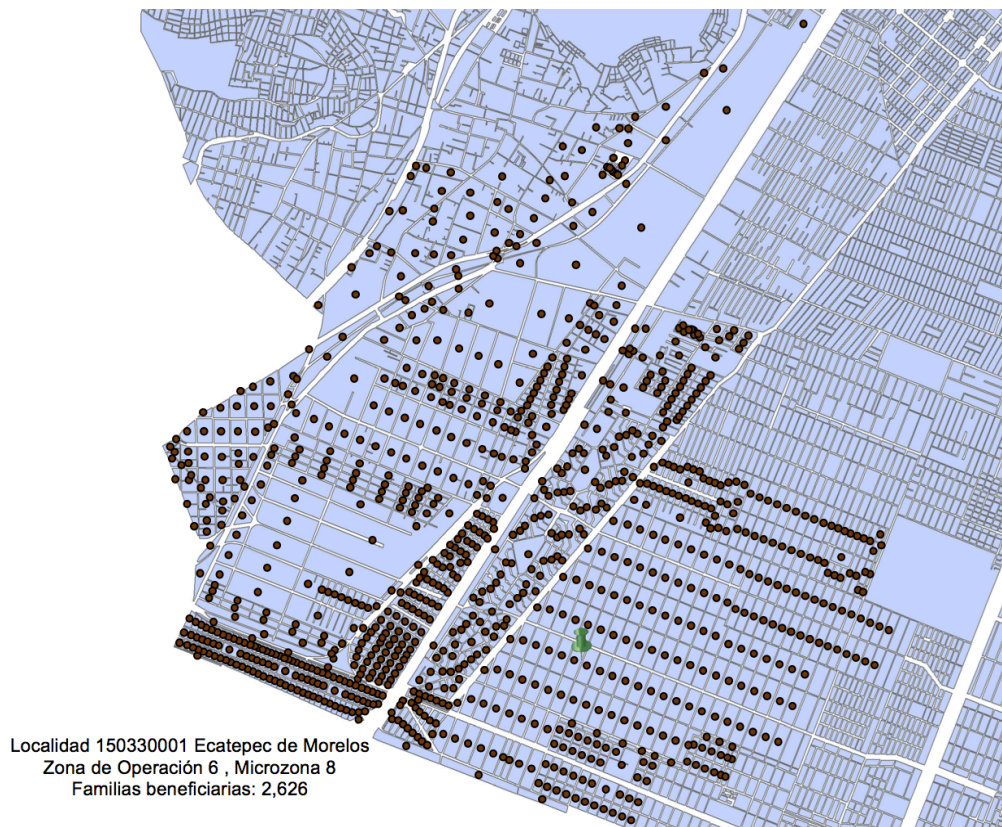 Localidad 150330001 Ecatepec de Morelos
Zona de Operación 6 , Microzona 8
Familias beneficiarias: 2,626